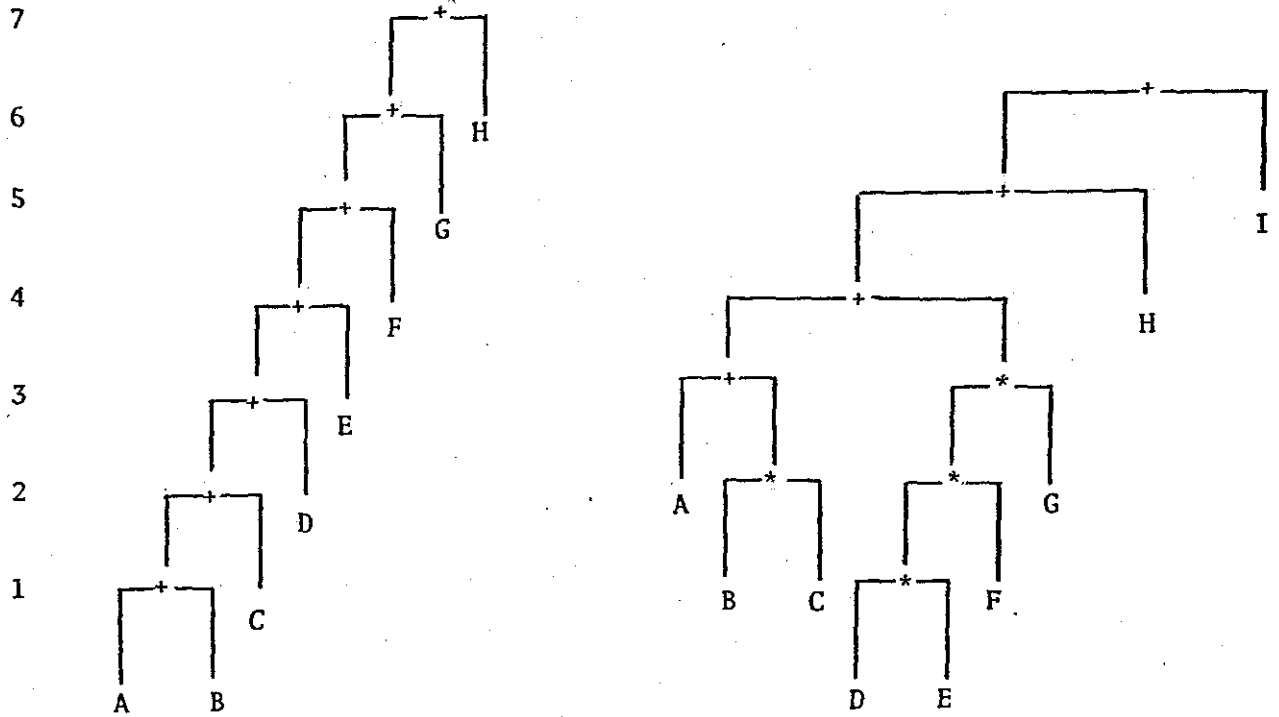 7 +
+
6 + H
+
5 + G I
+
4 + F H
+ *
3 + E
* *
2 + D A G
*
1 + C B C F
A B D E